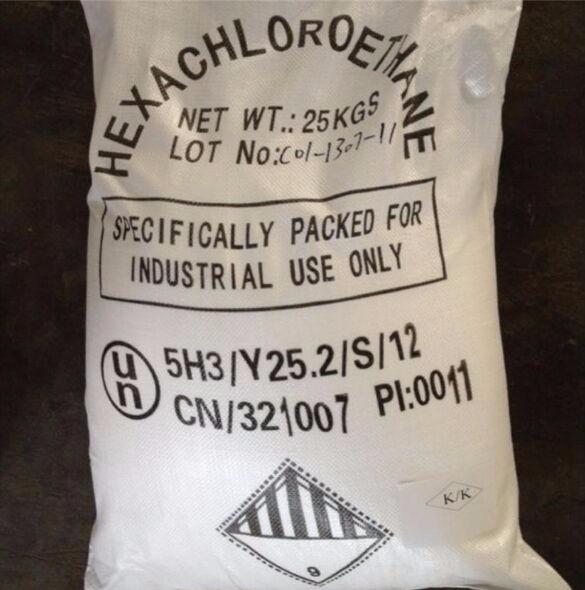 HEXACHLOROETHANE
NET WT.: 25KGS
LOT No:C01-1307-11
SPECIFICALLY PACKED FOR
INDUSTRIAL USE ONLY
un
5H3/Y25.2/S/12
CN/321007 PI:0011
K/K
9